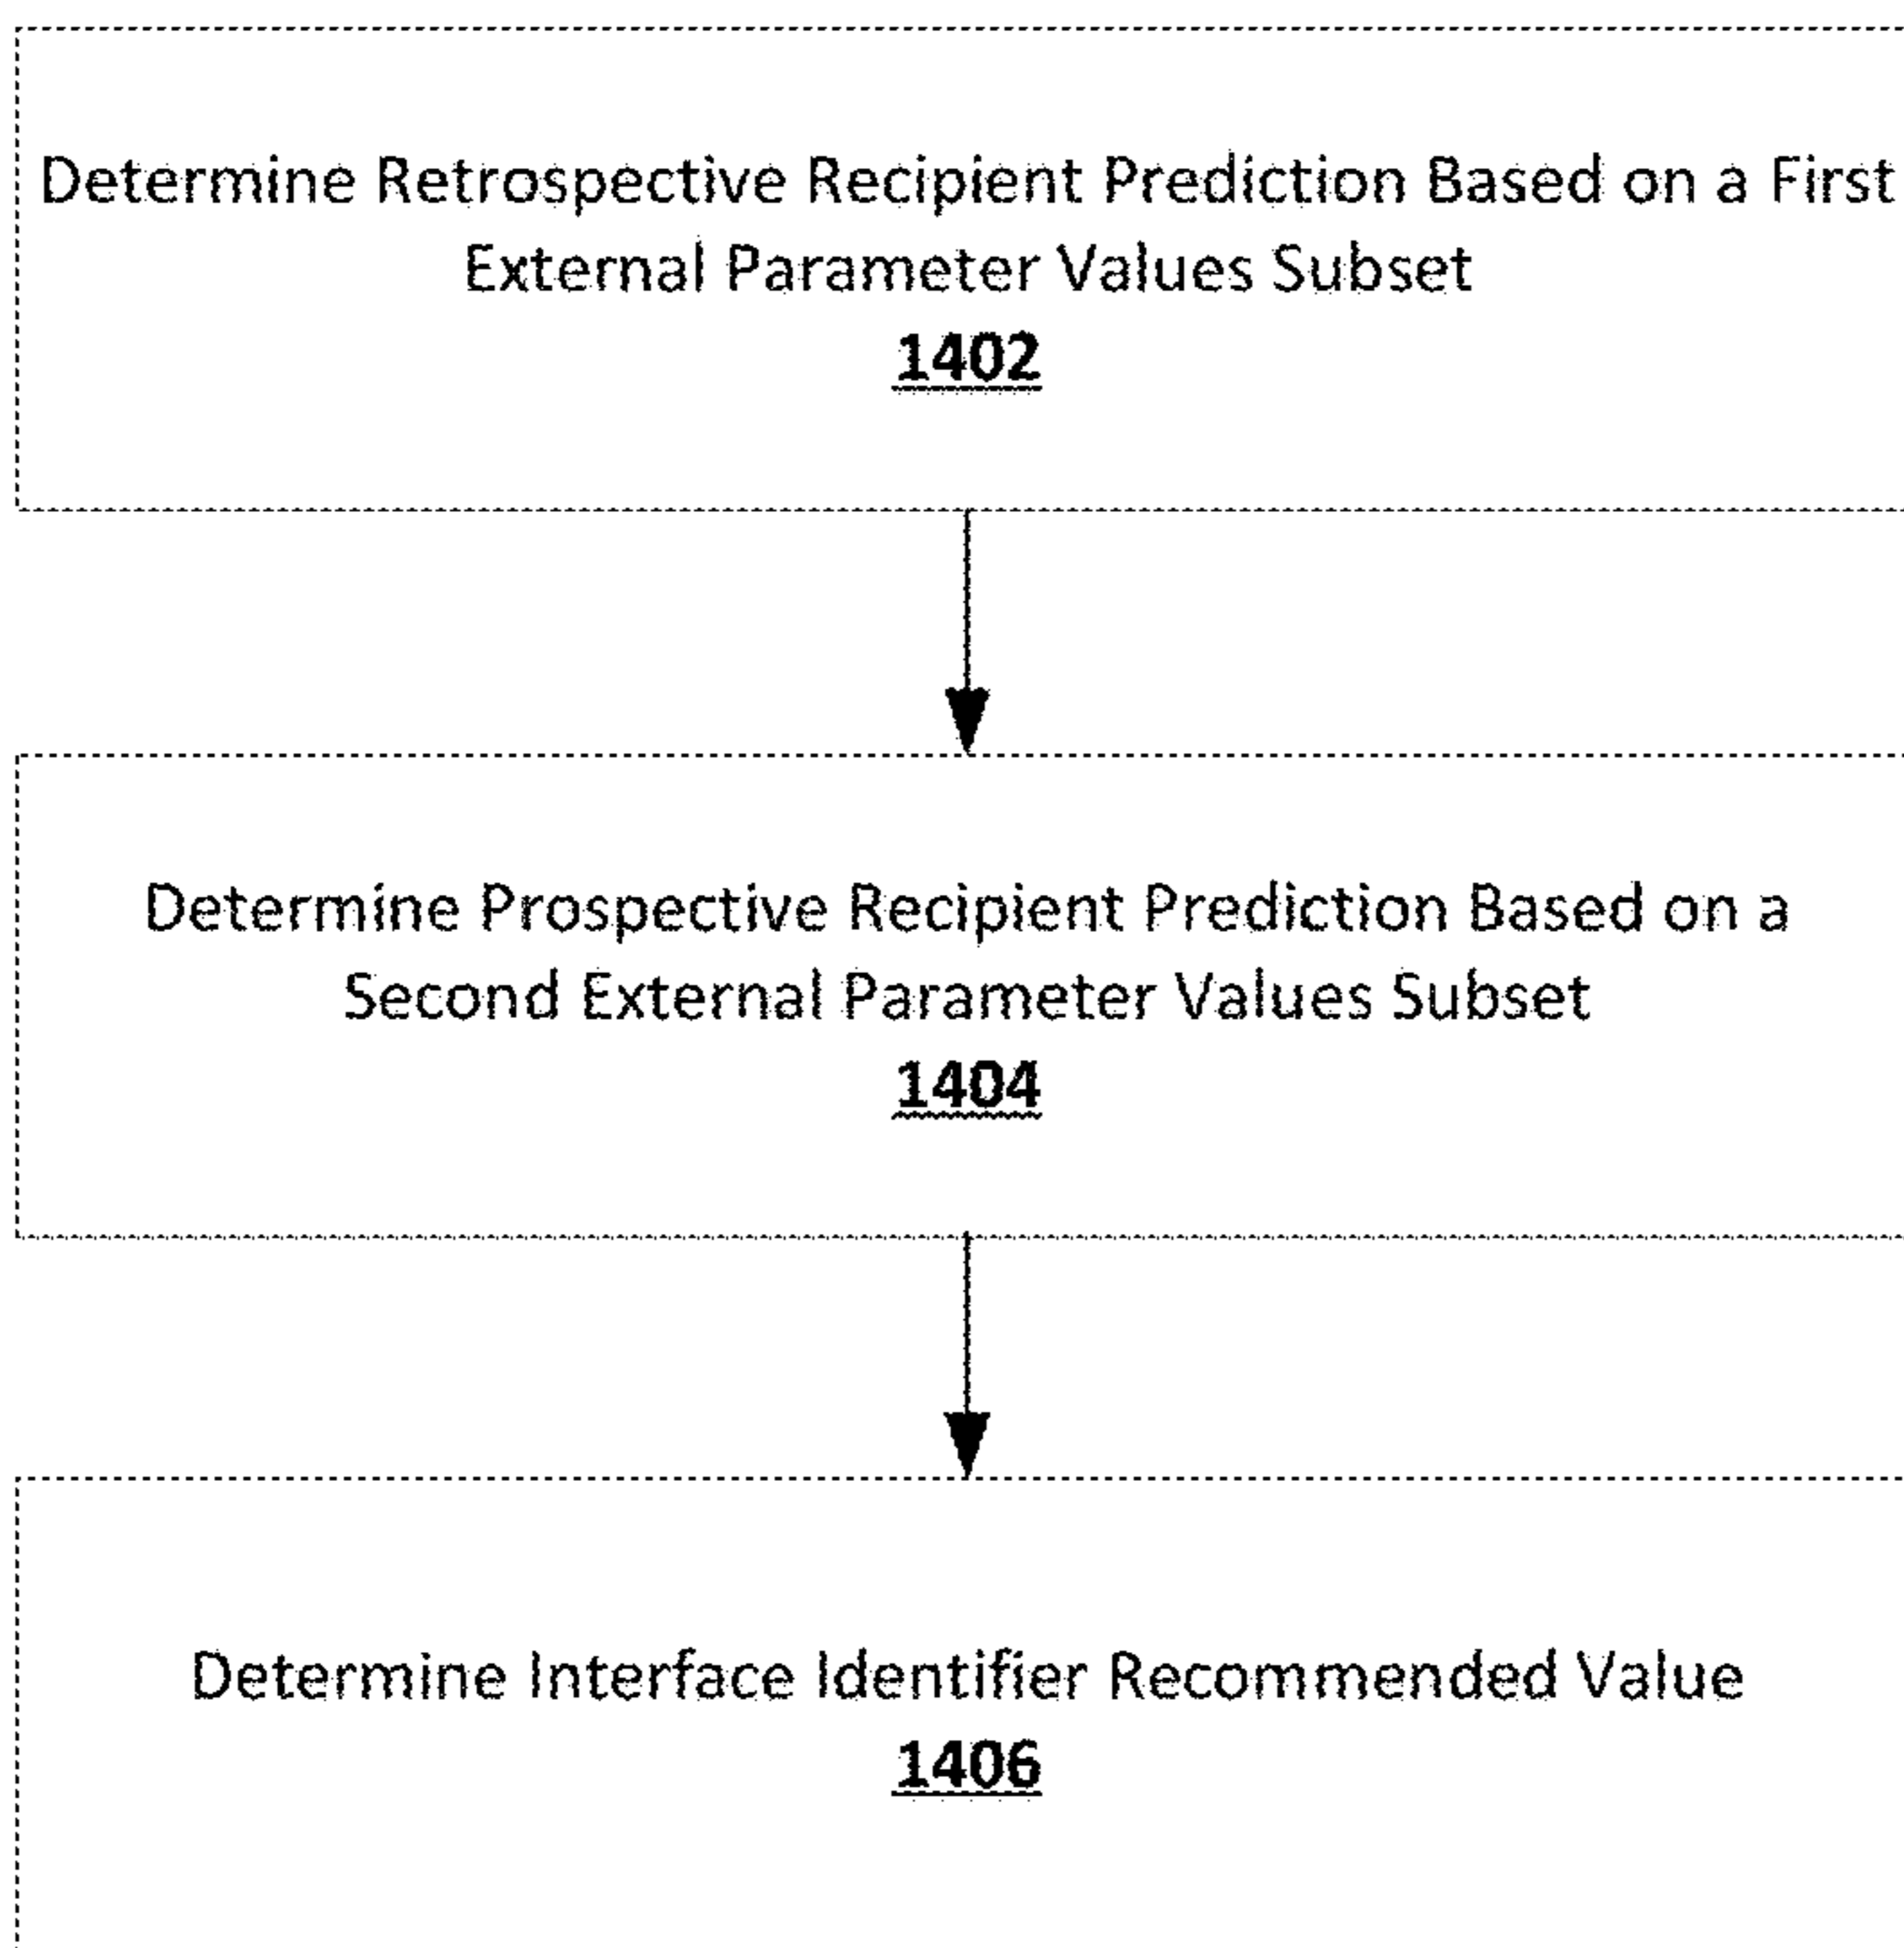 Determine Retrospective Recipient Prediction Based on a First
External Parameter Values Subset
1402
Determine Prospective Recipient Prediction Based on a
Second External Parameter Values Subset
1404
Determine Interface Identifier Recommended Value
1406